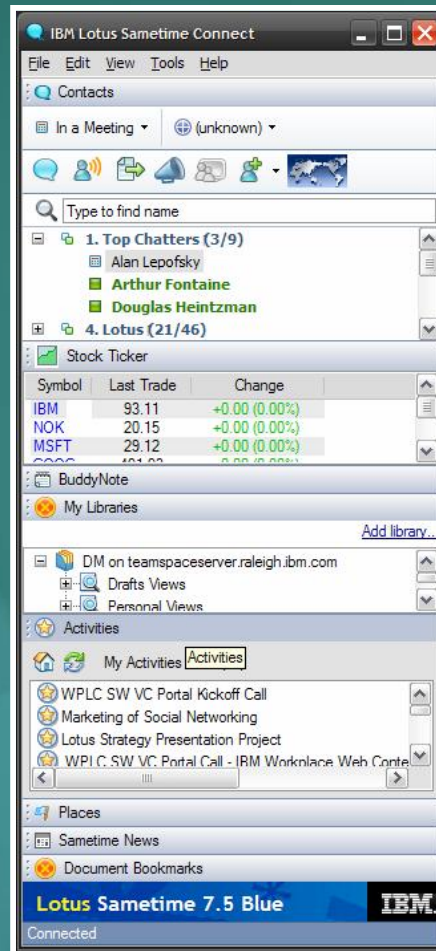 IBM Lotus Sametime Connect
File Edit View Tools Help
Contacts
In a Meeting (unknown)
Type to find name
1. Top Chatters (3/9)
Alan Lepofsky
Arthur Fontaine
Douglas Heintzman
4. Lotus (21/46)
Stock Ticker
Symbol Last Trade Change
IBM 93.11 +0.00 (0.00%)
NOK 20.15 +0.00 (0.00%)
MSFT 29.12 +0.00 (0.00%)
BuddyNote
My Libraries
Add library...
DM on teamspaceserver.raleigh.ibm.com
Drafts Views
Personal Views
Activities
My Activities Activities
WPLC SW VC Portal Kickoff Call
Marketing of Social Networking
Lotus Strategy Presentation Project
WPLC SW VC Portal Call - IBM Workplace Web Conte
Places
Sametime News
Document Bookmarks
Lotus Sametime 7.5 Blue IBM.
Connected